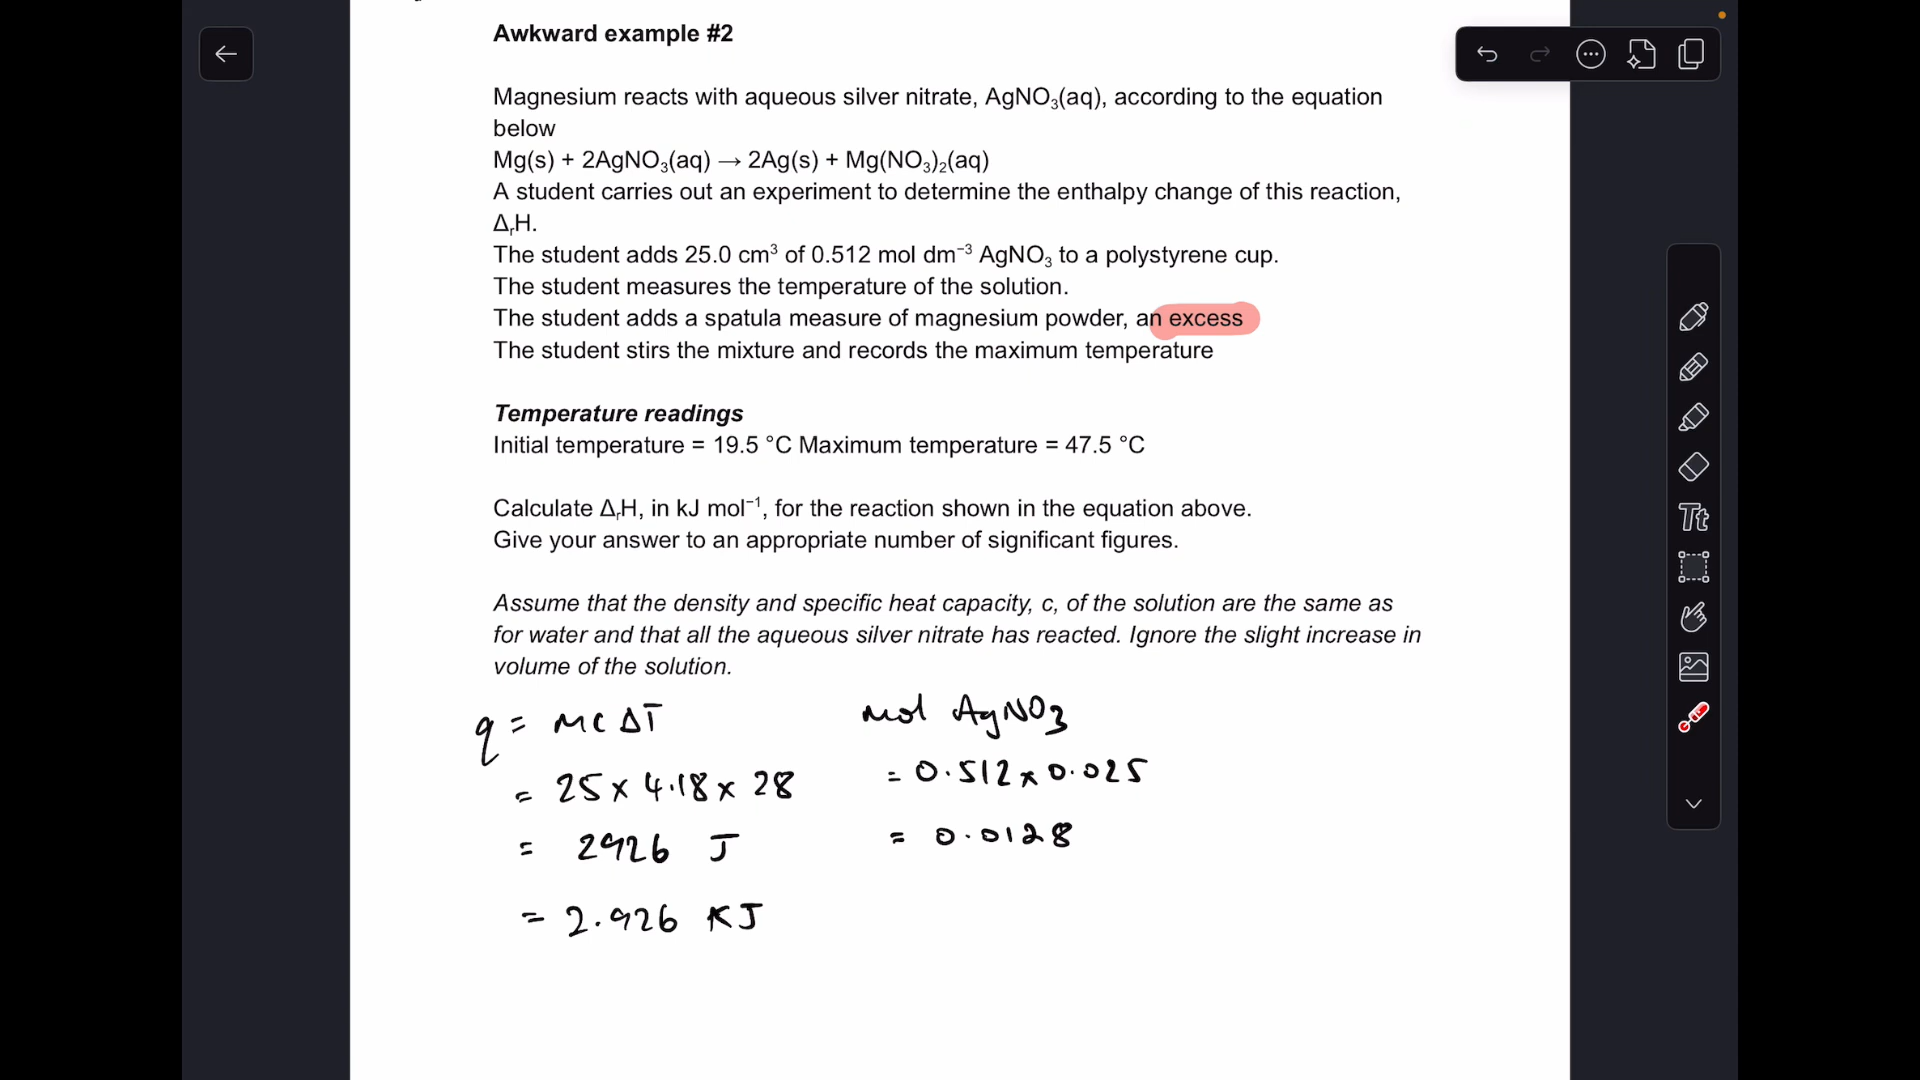 Awkward example #2
Magnesium reacts with aqueous silver nitrate, AgNO₃(aq), according to the equation
below
Mg(s) + 2AgNO₃(aq) → 2Ag(s) + Mg(NO₃)₂(aq)
A student carries out an experiment to determine the enthalpy change of this reaction,
ΔᵣH.
The student adds 25.0 cm³ of 0.512 mol dm⁻³ AgNO₃ to a polystyrene cup.
The student measures the temperature of the solution.
The student adds a spatula measure of magnesium powder, an excess
The student stirs the mixture and records the maximum temperature
Temperature readings
Initial temperature = 19.5 °C Maximum temperature = 47.5 °C
Calculate ΔᵣH, in kJ mol⁻¹, for the reaction shown in the equation above.
Give your answer to an appropriate number of significant figures.
Assume that the density and specific heat capacity, c, of the solution are the same as
for water and that all the aqueous silver nitrate has reacted. Ignore the slight increase in
volume of the solution.
q = mcΔT
= 25 × 4.18 × 28
= 2926 J
= 2.926 KJ
mol AgNO3
= 0.512 × 0.025
= 0.0128
Tt